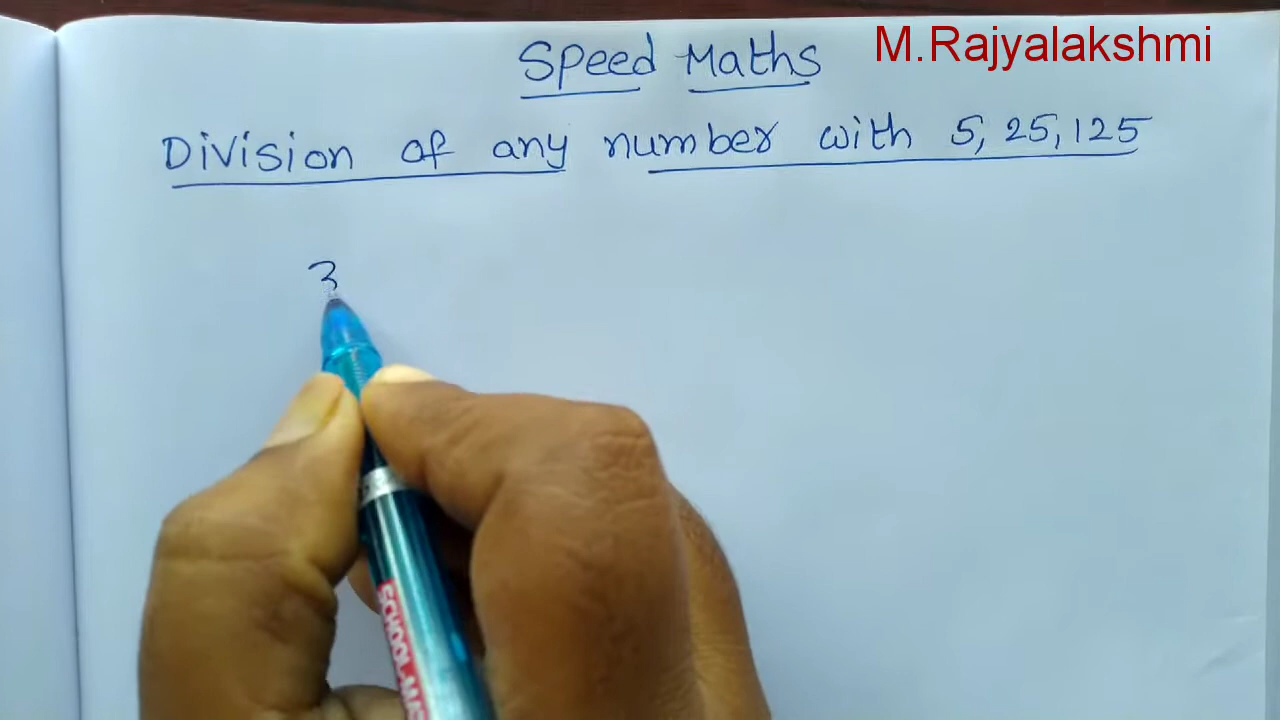 Speed Maths
M.Rajyalakshmi
Division of any number with 5, 25, 125
3